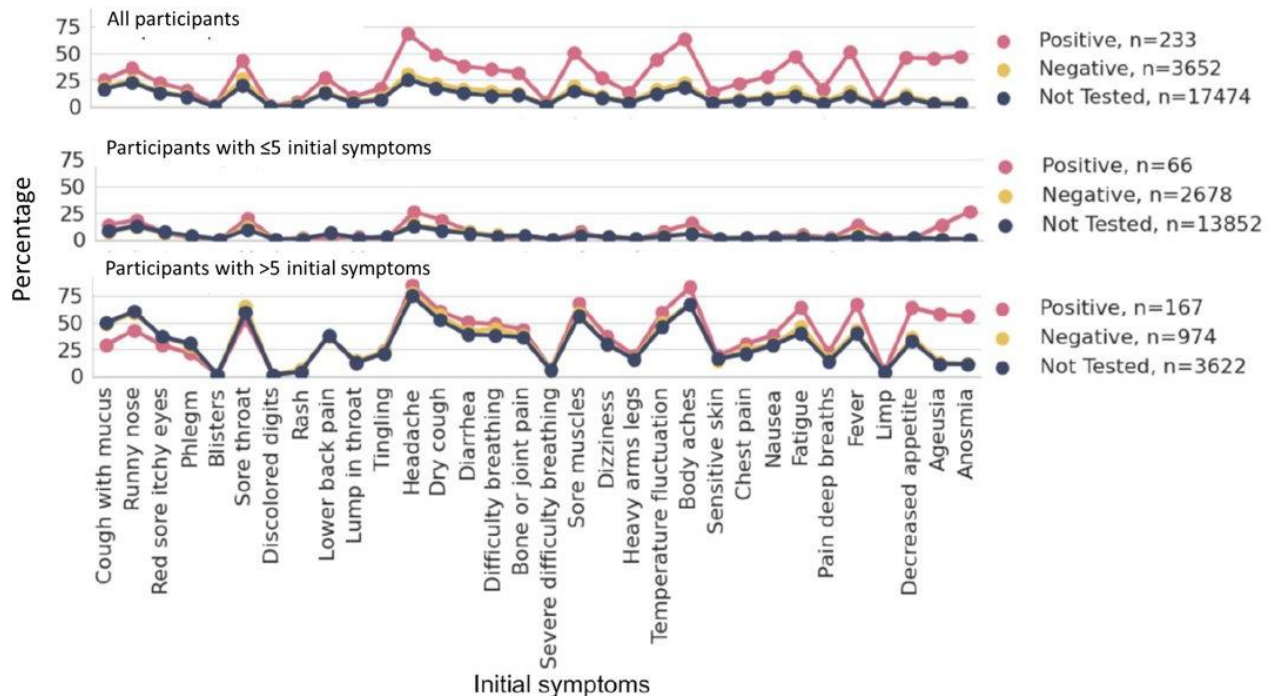 All participants
75
50
25
0
Positive, n=233
Negative, n=3652
Not Tested, n=17474
Participants with ≤5 initial symptoms
75
50
25
0
Positive, n=66
Negative, n=2678
Not Tested, n=13852
Percentage
Participants with >5 initial symptoms
75
50
25
0
Positive, n=167
Negative, n=974
Not Tested, n=3622
Cough with mucus
Runny nose
Red sore itchy eyes
Phlegm
Blisters
Sore throat
Discolored digits
Rash
Lower back pain
Lump in throat
Tingling
Headache
Dry cough
Diarrhea
Difficulty breathing
Bone or joint pain
Severe difficulty breathing
Sore muscles
Dizziness
Heavy arms legs
Temperature fluctuation
Body aches
Sensitive skin
Chest pain
Nausea
Fatigue
Pain deep breaths
Fever
Limp
Decreased appetite
Ageusia
Anosmia
Initial symptoms